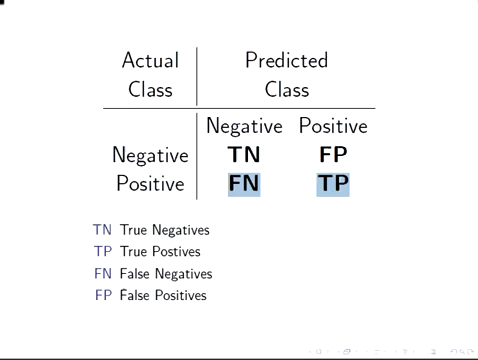 Actual Predicted
Class Class
Negative Positive
Negative TN FP
Positive FN TP
TN True Negatives
TP True Postives
FN False Negatives
FP False Positives